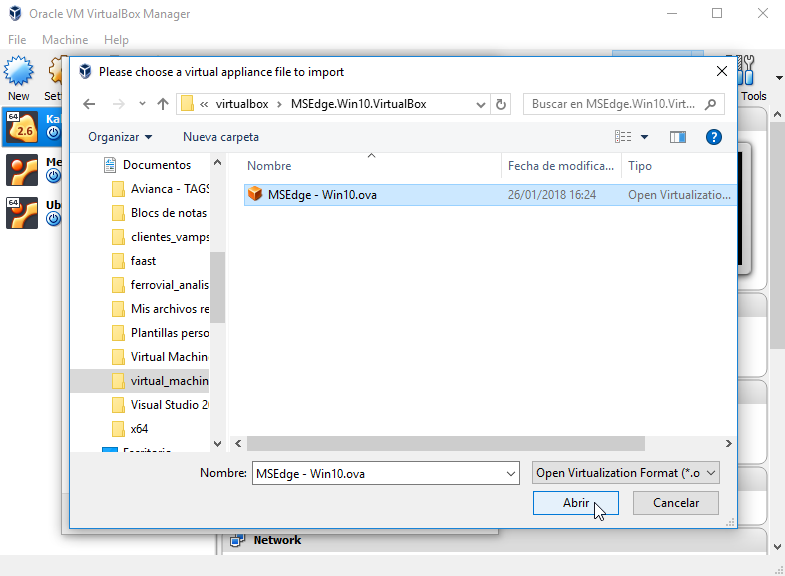 Oracle VM VirtualBox Manager
File Machine Help
Please choose a virtual appliance file to import
« virtualbox › MSEdge.Win10.VirtualBox
Buscar en MSEdge.Win10.Virt...
New
Tools
Organizar
Nueva carpeta
64
2.6
Documentos
Nombre
Fecha de modifica...
Tipo
Avianca - TAGS
MSEdge - Win10.ova
26/01/2018 16:24
Open Virtualizatio...
Blocs de notas
64
Ub
clientes_vamps
faast
ferrovial_analis
Mis archivos re
Plantillas perso
Virtual Machin
virtual_machin
Visual Studio 2
x64
Nombre:
MSEdge - Win10.ova
Open Virtualization Format (*.o
Abrir
Cancelar
Network